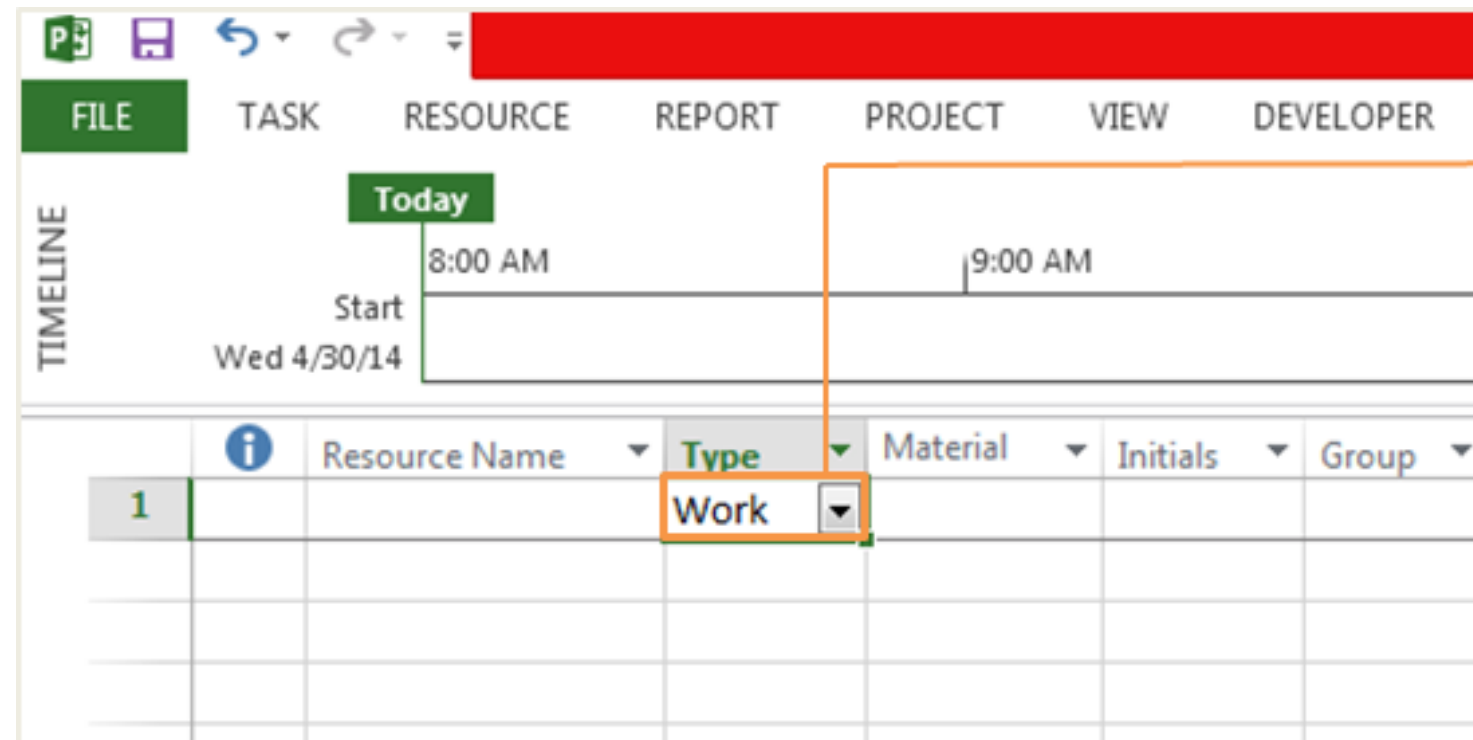 FILE TASK RESOURCE REPORT PROJECT VIEW DEVELOPER
TIMELINE
Today
8:00 AM 9:00 AM
Start
Wed 4/30/14
Resource Name Type Material Initials Group
1 Work